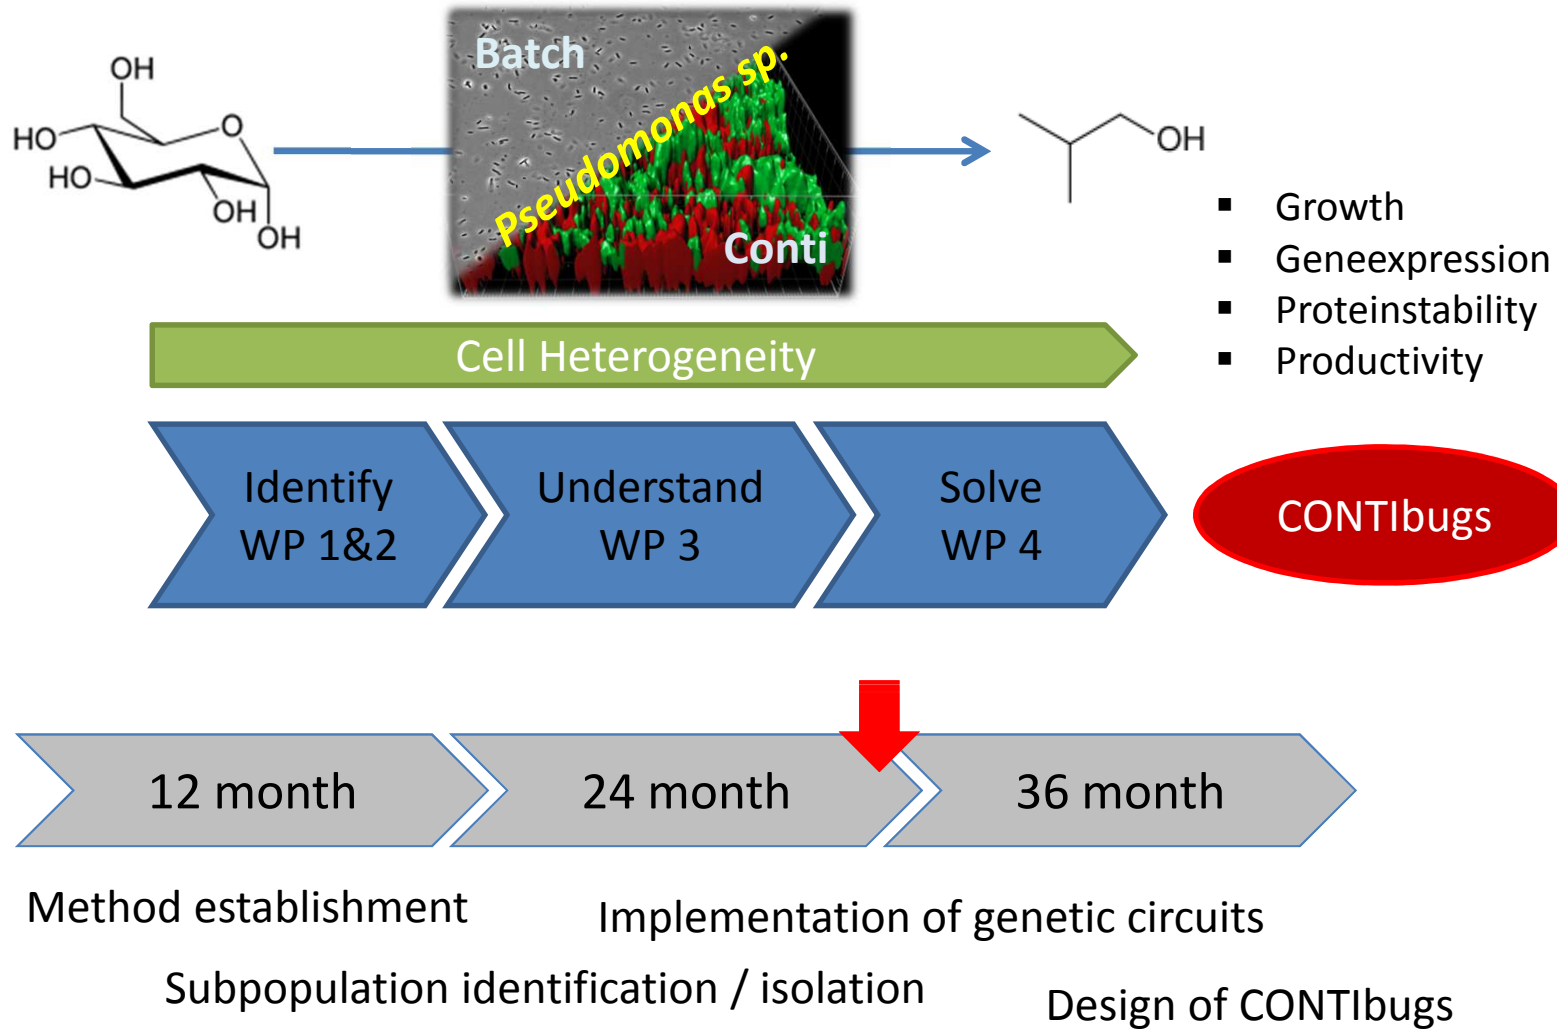 OH
HO
O
HO
OH
OH
Batch
Pseudomonas sp.
Conti
OH
▪ Growth
▪ Geneexpression
▪ Proteinstability
▪ Productivity
Cell Heterogeneity
Identify
WP 1&2
Understand
WP 3
Solve
WP 4
CONTIbugs
12 month
24 month
36 month
Method establishment
Implementation of genetic circuits
Subpopulation identification / isolation
Design of CONTIbugs